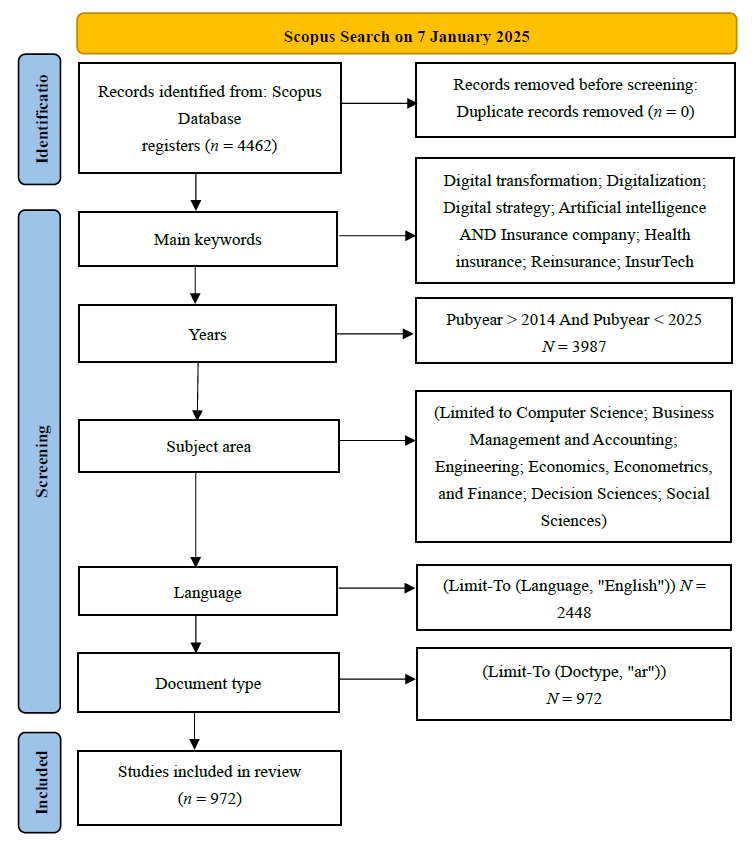 Scopus Search on 7 January 2025
Identificatio
Records identified from: Scopus
Database
registers (n = 4462)
Records removed before screening:
Duplicate records removed (n = 0)
Screening
Main keywords
Digital transformation; Digitalization;
Digital strategy; Artificial intelligence
AND Insurance company; Health
insurance; Reinsurance; InsurTech
Years
Pubyear > 2014 And Pubyear < 2025
N = 3987
Subject area
(Limited to Computer Science; Business
Management and Accounting;
Engineering; Economics, Econometrics,
and Finance; Decision Sciences; Social
Sciences)
Language
(Limit-To (Language, "English")) N =
2448
Document type
(Limit-To (Doctype, "ar"))
N = 972
Included
Studies included in review
(n = 972)